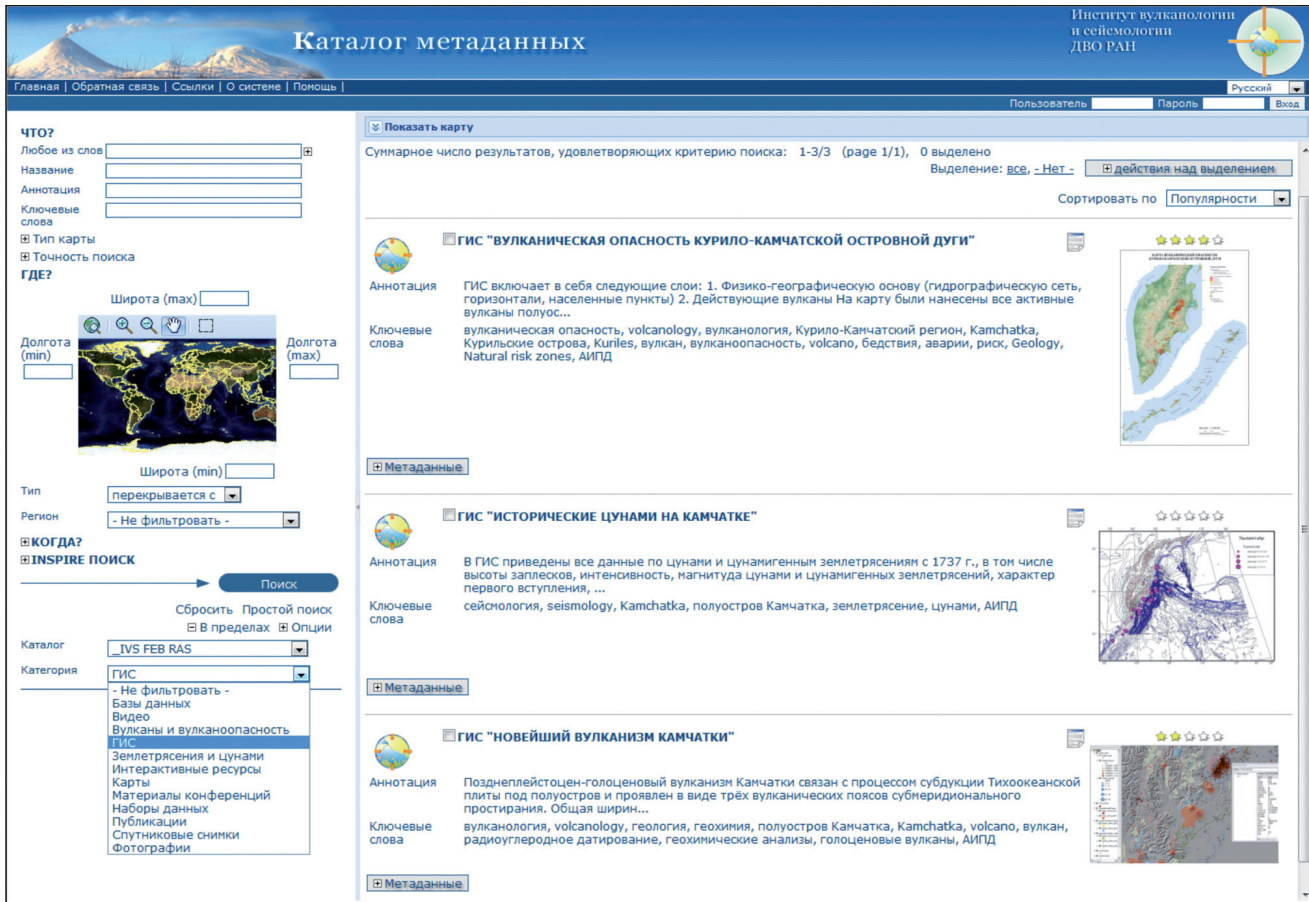 Каталог метаданных
Институт вулканологии
и сейсмологии
ДВО РАН
Главная | Обратная связь | Ссылки | О системе | Помощь |
Русский
Пользователь Пароль Вход
ЧТО?
Любое из слов
Название
Аннотация
Ключевые
слова
Тип карты
Точность поиска
ГДЕ?
Широта (max)
Долгота
(min)
Долгота
(max)
Широта (min)
Тип перекрывается с
Регион - Не фильтровать -
КОГДА?
INSPIRE ПОИСК
Поиск
Сбросить Простой поиск
В пределах Опции
Каталог _IVS FEB RAS
Категория ГИС
- Не фильтровать -
Базы данных
Видео
Вулканы и вулканоопасность
ГИС
Землетрясения и цунами
Интерактивные ресурсы
Карты
Материалы конференций
Наборы данных
Публикации
Спутниковые снимки
Фотографии
Показать карту
Суммарное число результатов, удовлетворяющих критерию поиска: 1-3/3 (page 1/1), 0 выделено
Выделение: все, - Нет - действия над выделением
Сортировать по Популярности
ГИС "ВУЛКАНИЧЕСКАЯ ОПАСНОСТЬ КУРИЛО-КАМЧАТСКОЙ ОСТРОВНОЙ ДУГИ"
Аннотация ГИС включает в себя следующие слои: 1. Физико-географическую основу (гидрографическую сеть,
горизонтали, населенные пункты) 2. Действующие вулканы На карту были нанесены все активные
вулканы полуос...
Ключевые вулканическая опасность, volcanology, вулканология, Курило-Камчатский регион, Kamchatka,
слова Курильские острова, Kuriles, вулкан, вулканоопасность, volcano, бедствия, аварии, риск, Geology,
Natural risk zones, АИПД
КАРТА ВУЛКАНИЧЕСКОЙ ОПАСНОСТИ
КУРИЛО-КАМЧАТСКОЙ ОСТРОВНОЙ ДУГИ
Метаданные
ГИС "ИСТОРИЧЕСКИЕ ЦУНАМИ НА КАМЧАТКЕ"
Аннотация В ГИС приведены все данные по цунами и цунамигенным землетрясениям с 1737 г., в том числе
высоты заплесков, интенсивность, магнитуда цунами и цунамигенных землетрясений, характер
первого вступления, ...
Ключевые сейсмология, seismology, Kamchatka, полуостров Камчатка, землетрясение, цунами, АИПД
слова
Метаданные
ГИС "НОВЕЙШИЙ ВУЛКАНИЗМ КАМЧАТКИ"
Аннотация Позднеплейстоцен-голоценовый вулканизм Камчатки связан с процессом субдукции Тихоокеанской
плиты под полуостров и проявлен в виде трёх вулканических поясов субмеридионального
простирания. Общая ширин...
Ключевые вулканология, volcanology, геология, геохимия, полуостров Камчатка, Kamchatka, volcano, вулкан,
слова радиоуглеродное датирование, геохимические анализы, голоценовые вулканы, АИПД
Метаданные